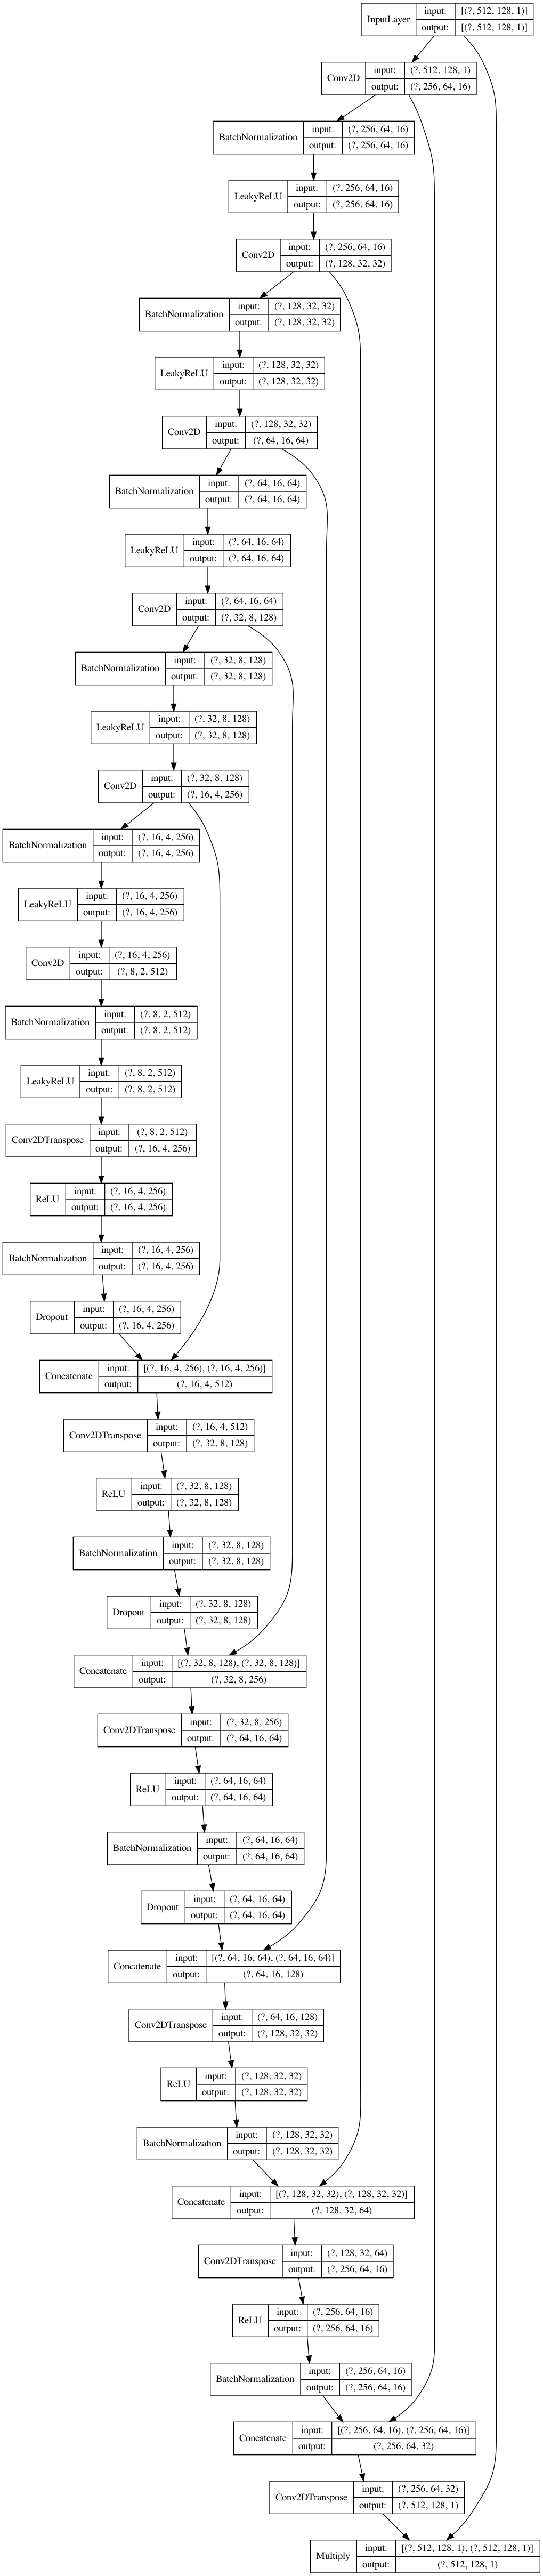 InputLayer input: [(?, 512, 128, 1)]
output: [(?, 512, 128, 1)]
Conv2D input: (?, 512, 128, 1)
output: (?, 256, 64, 16)
BatchNormalization input: (?, 256, 64, 16)
output: (?, 256, 64, 16)
LeakyReLU input: (?, 256, 64, 16)
output: (?, 256, 64, 16)
Conv2D input: (?, 256, 64, 16)
output: (?, 128, 32, 32)
BatchNormalization input: (?, 128, 32, 32)
output: (?, 128, 32, 32)
LeakyReLU input: (?, 128, 32, 32)
output: (?, 128, 32, 32)
Conv2D input: (?, 128, 32, 32)
output: (?, 64, 16, 64)
BatchNormalization input: (?, 64, 16, 64)
output: (?, 64, 16, 64)
LeakyReLU input: (?, 64, 16, 64)
output: (?, 64, 16, 64)
Conv2D input: (?, 64, 16, 64)
output: (?, 32, 8, 128)
BatchNormalization input: (?, 32, 8, 128)
output: (?, 32, 8, 128)
LeakyReLU input: (?, 32, 8, 128)
output: (?, 32, 8, 128)
Conv2D input: (?, 32, 8, 128)
output: (?, 16, 4, 256)
BatchNormalization input: (?, 16, 4, 256)
output: (?, 16, 4, 256)
LeakyReLU input: (?, 16, 4, 256)
output: (?, 16, 4, 256)
Conv2D input: (?, 16, 4, 256)
output: (?, 8, 2, 512)
BatchNormalization input: (?, 8, 2, 512)
output: (?, 8, 2, 512)
LeakyReLU input: (?, 8, 2, 512)
output: (?, 8, 2, 512)
Conv2DTranspose input: (?, 8, 2, 512)
output: (?, 16, 4, 256)
ReLU input: (?, 16, 4, 256)
output: (?, 16, 4, 256)
BatchNormalization input: (?, 16, 4, 256)
output: (?, 16, 4, 256)
Dropout input: (?, 16, 4, 256)
output: (?, 16, 4, 256)
Concatenate input: [(?, 16, 4, 256), (?, 16, 4, 256)]
output: (?, 16, 4, 512)
Conv2DTranspose input: (?, 16, 4, 512)
output: (?, 32, 8, 128)
ReLU input: (?, 32, 8, 128)
output: (?, 32, 8, 128)
BatchNormalization input: (?, 32, 8, 128)
output: (?, 32, 8, 128)
Dropout input: (?, 32, 8, 128)
output: (?, 32, 8, 128)
Concatenate input: [(?, 32, 8, 128), (?, 32, 8, 128)]
output: (?, 32, 8, 256)
Conv2DTranspose input: (?, 32, 8, 256)
output: (?, 64, 16, 64)
ReLU input: (?, 64, 16, 64)
output: (?, 64, 16, 64)
BatchNormalization input: (?, 64, 16, 64)
output: (?, 64, 16, 64)
Dropout input: (?, 64, 16, 64)
output: (?, 64, 16, 64)
Concatenate input: [(?, 64, 16, 64), (?, 64, 16, 64)]
output: (?, 64, 16, 128)
Conv2DTranspose input: (?, 64, 16, 128)
output: (?, 128, 32, 32)
ReLU input: (?, 128, 32, 32)
output: (?, 128, 32, 32)
BatchNormalization input: (?, 128, 32, 32)
output: (?, 128, 32, 32)
Concatenate input: [(?, 128, 32, 32), (?, 128, 32, 32)]
output: (?, 128, 32, 64)
Conv2DTranspose input: (?, 128, 32, 64)
output: (?, 256, 64, 16)
ReLU input: (?, 256, 64, 16)
output: (?, 256, 64, 16)
BatchNormalization input: (?, 256, 64, 16)
output: (?, 256, 64, 16)
Concatenate input: [(?, 256, 64, 16), (?, 256, 64, 16)]
output: (?, 256, 64, 32)
Conv2DTranspose input: (?, 256, 64, 32)
output: (?, 512, 128, 1)
Multiply input: [(?, 512, 128, 1), (?, 512, 128, 1)]
output: (?, 512, 128, 1)